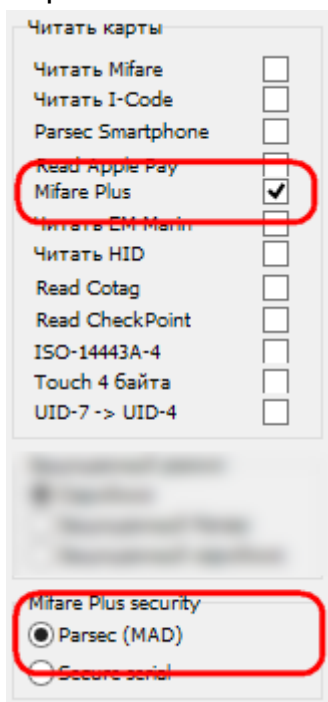 Читать карты
Читать Mifare
Читать I-Code
Parsec Smartphone
Read Apple Pay
Mifare Plus
Читать EM Marin
Читать HID
Read Cotag
Read CheckPoint
ISO-14443A-4
Touch 4 байта
UID-7 -> UID-4
Mifare Plus security
Parsec (MAD)
Secure serial